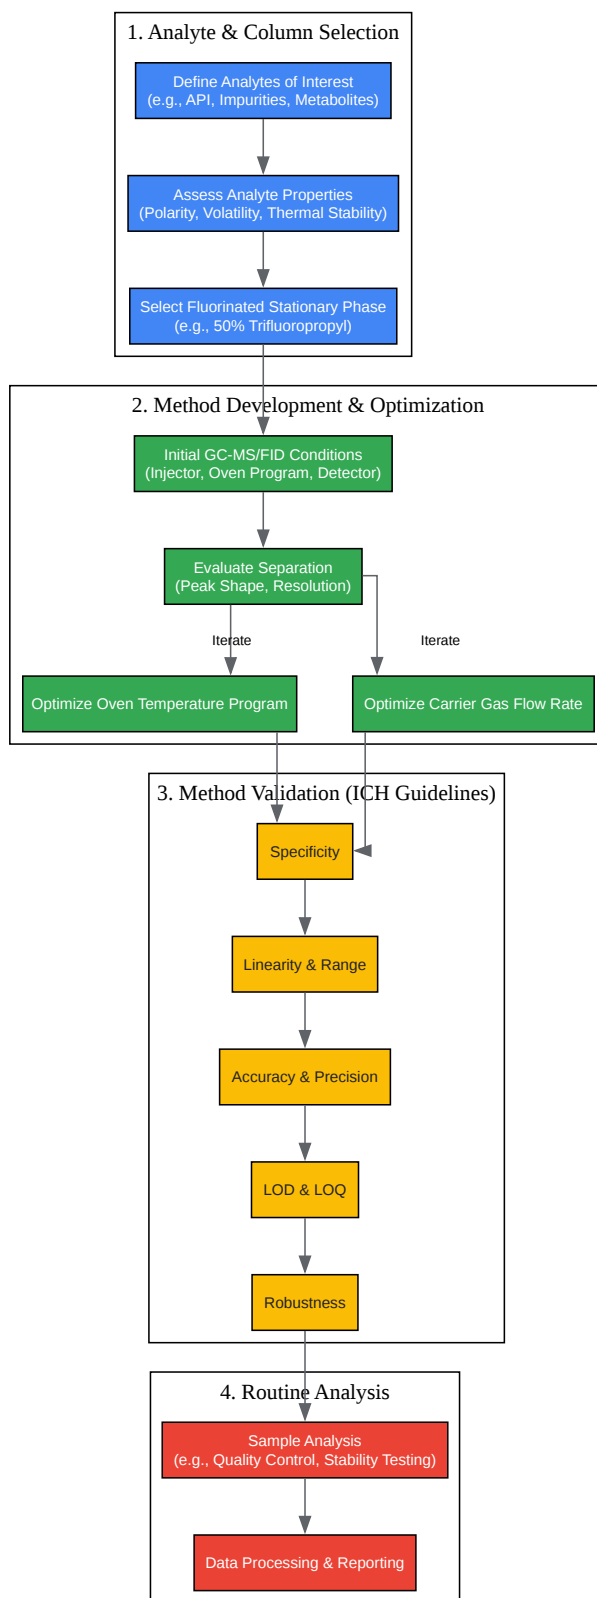 1. Analyte & Column Selection
Define Analytes of Interest
(e.g., API, Impurities, Metabolites)
Assess Analyte Properties
(Polarity, Volatility, Thermal Stability)
Select Fluorinated Stationary Phase
(e.g., 50% Trifluoropropyl)
2. Method Development & Optimization
Initial GC-MS/FID Conditions
(Injector, Oven Program, Detector)
Evaluate Separation
(Peak Shape, Resolution)
Iterate
Iterate
Optimize Oven Temperature Program
Optimize Carrier Gas Flow Rate
3. Method Validation (ICH Guidelines)
Specificity
Linearity & Range
Accuracy & Precision
LOD & LOQ
Robustness
4. Routine Analysis
Sample Analysis
(e.g., Quality Control, Stability Testing)
Data Processing & Reporting